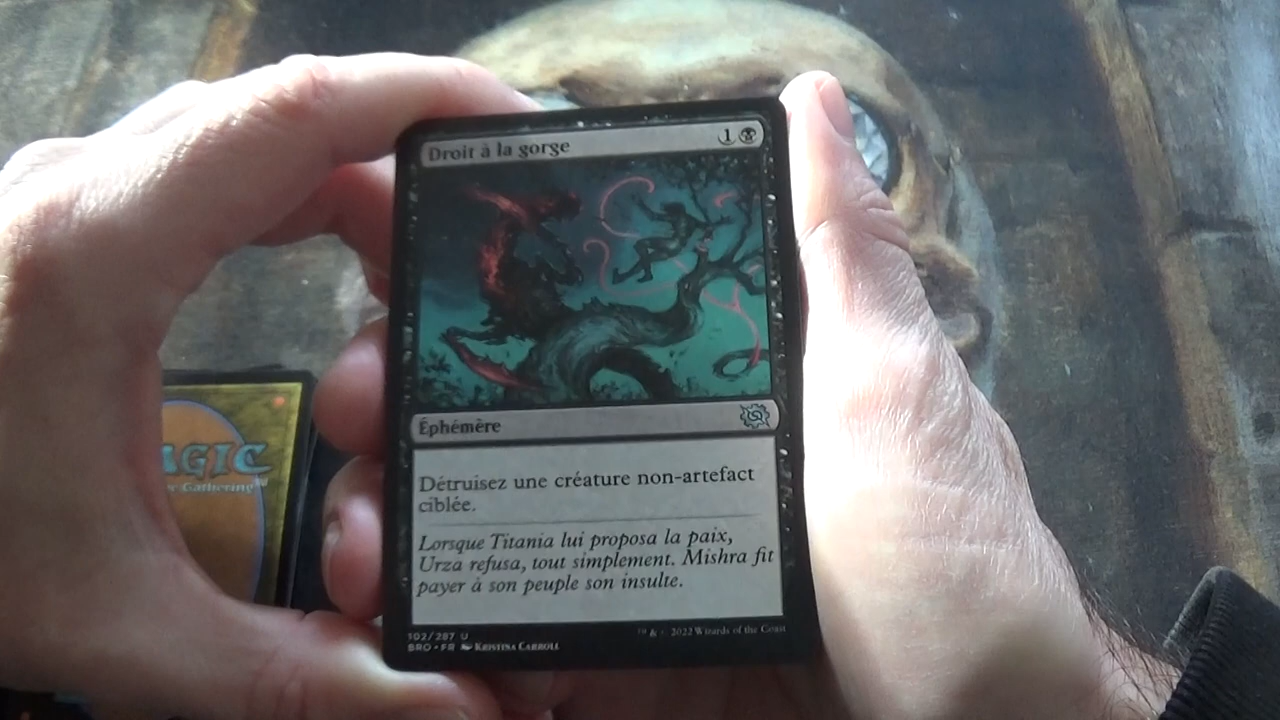 Droit à la gorge
1
Éphémère
Détruisez une créature non-artefact
ciblée.
Lorsque Titania lui proposa la paix,
Urza refusa, tout simplement. Mishra fit
payer à son peuple son insulte.
102/287 U
BRO • FR Kristina Carroll
™ & © 2022 Wizards of the Coast
AGIC
e Gathering